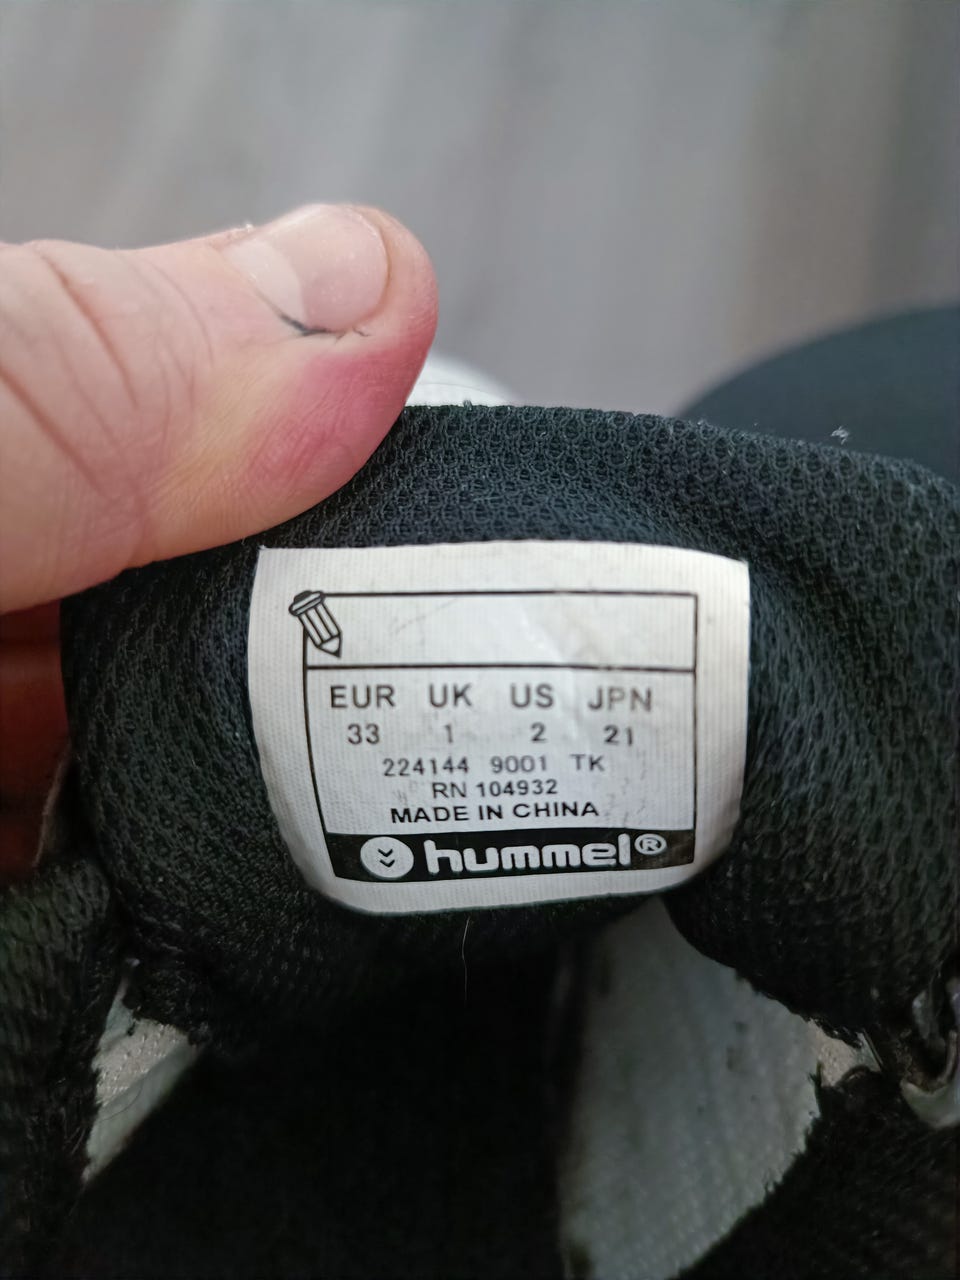 EUR UK US JPN
33 1 2 21
224144 9001 TK
RN 104932
MADE IN CHINA
hummel®